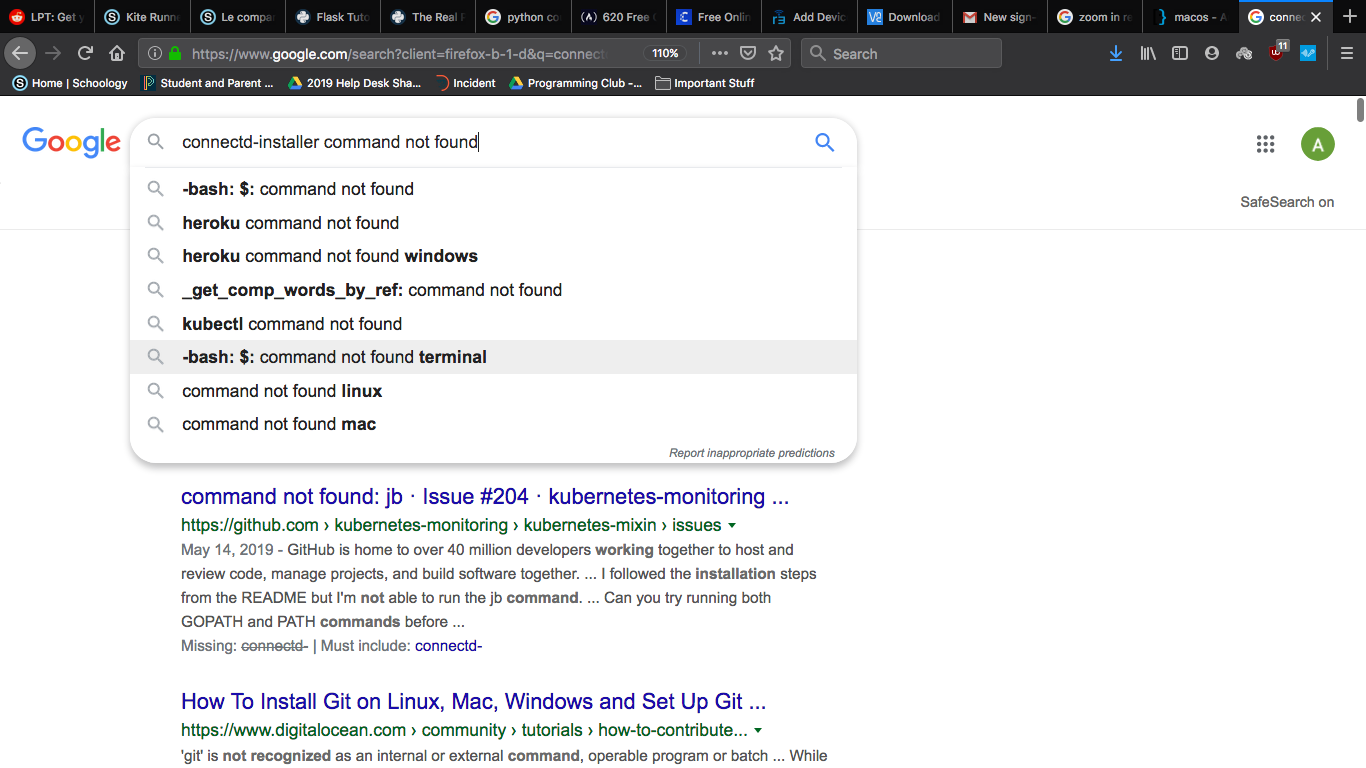 LPT: Get y
Kite Runne
Le compa
Flask Tuto
The Real P
python co
(A) 620 Free
Free Onlin
Add Devic
Download
New sign-
zoom in re
macos - A
connec
https://www.google.com/search?client=firefox-b-1-d&q=connect
110%
Search
11
Home | Schoology
Student and Parent ...
2019 Help Desk Sha...
Incident
Programming Club -...
Important Stuff
Google
connectd-installer command not found
A
SafeSearch on
-bash: $: command not found
heroku command not found
heroku command not found windows
_get_comp_words_by_ref: command not found
kubectl command not found
-bash: $: command not found terminal
command not found linux
command not found mac
Report inappropriate predictions
command not found: jb · Issue #204 · kubernetes-monitoring ...
https://github.com › kubernetes-monitoring › kubernetes-mixin › issues
May 14, 2019 - GitHub is home to over 40 million developers working together to host and
review code, manage projects, and build software together. ... I followed the installation steps
from the README but I'm not able to run the jb command. ... Can you try running both
GOPATH and PATH commands before ...
Missing: connectd- | Must include: connectd-
How To Install Git on Linux, Mac, Windows and Set Up Git ...
https://www.digitalocean.com › community › tutorials › how-to-contribute...
'git' is not recognized as an internal or external command, operable program or batch ... While